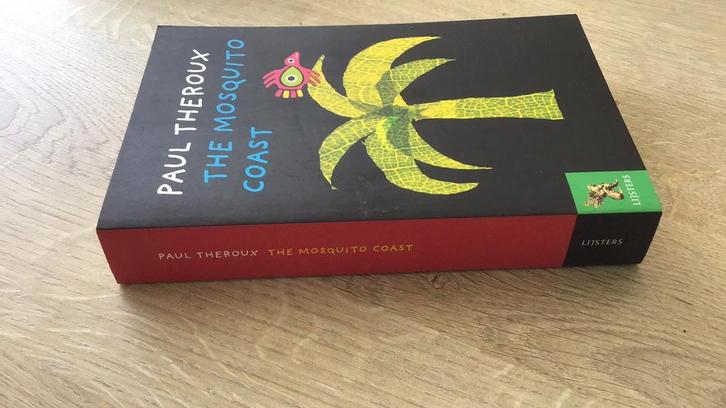 PAUL THEROUX
THE MOSQUITO
COAST
LIJSTERS
PAUL THEROUX THE MOSQUITO COAST
LIJSTERS